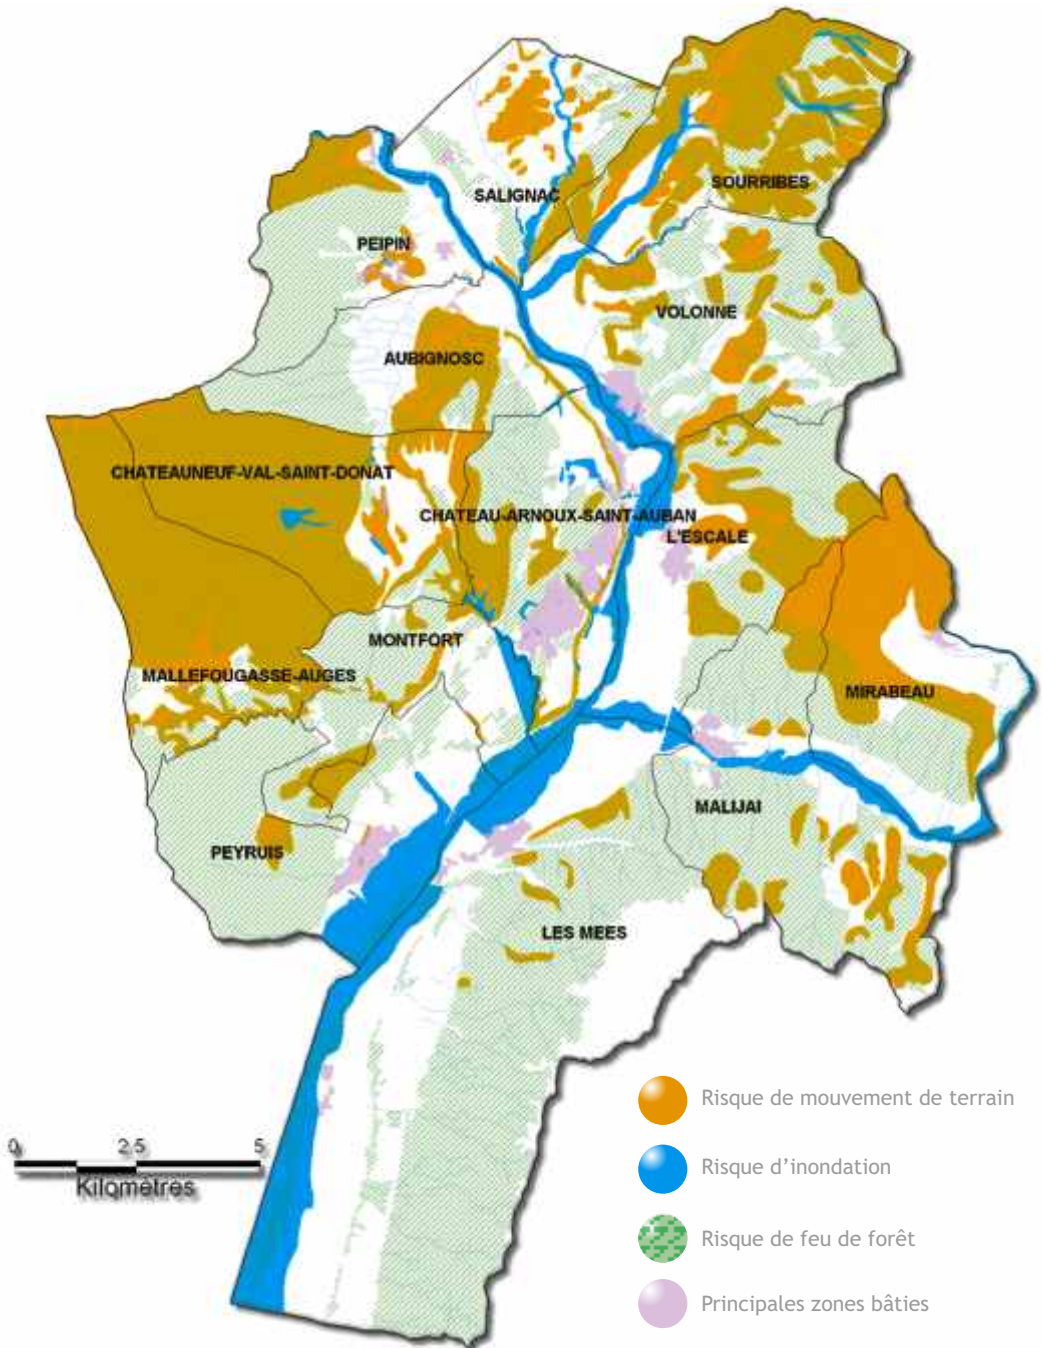 SALIGNAC
SOURRIBES
PEIPIN
VOLONNE
AUBIGNOSC
CHATEAUNEUF-VAL-SAINT-DONAT
CHATEAU-ARNOUX-SAINT-AUBAN
L'ESCALE
MONTFORT
MALLEFOUGASSE-AUGES
MIRABEAU
MALIJAI
PEYRUIS
LES MEES
0 2,5 5
Kilomètres
Risque de mouvement de terrain
Risque d'inondation
Risque de feu de forêt
Principales zones bâties